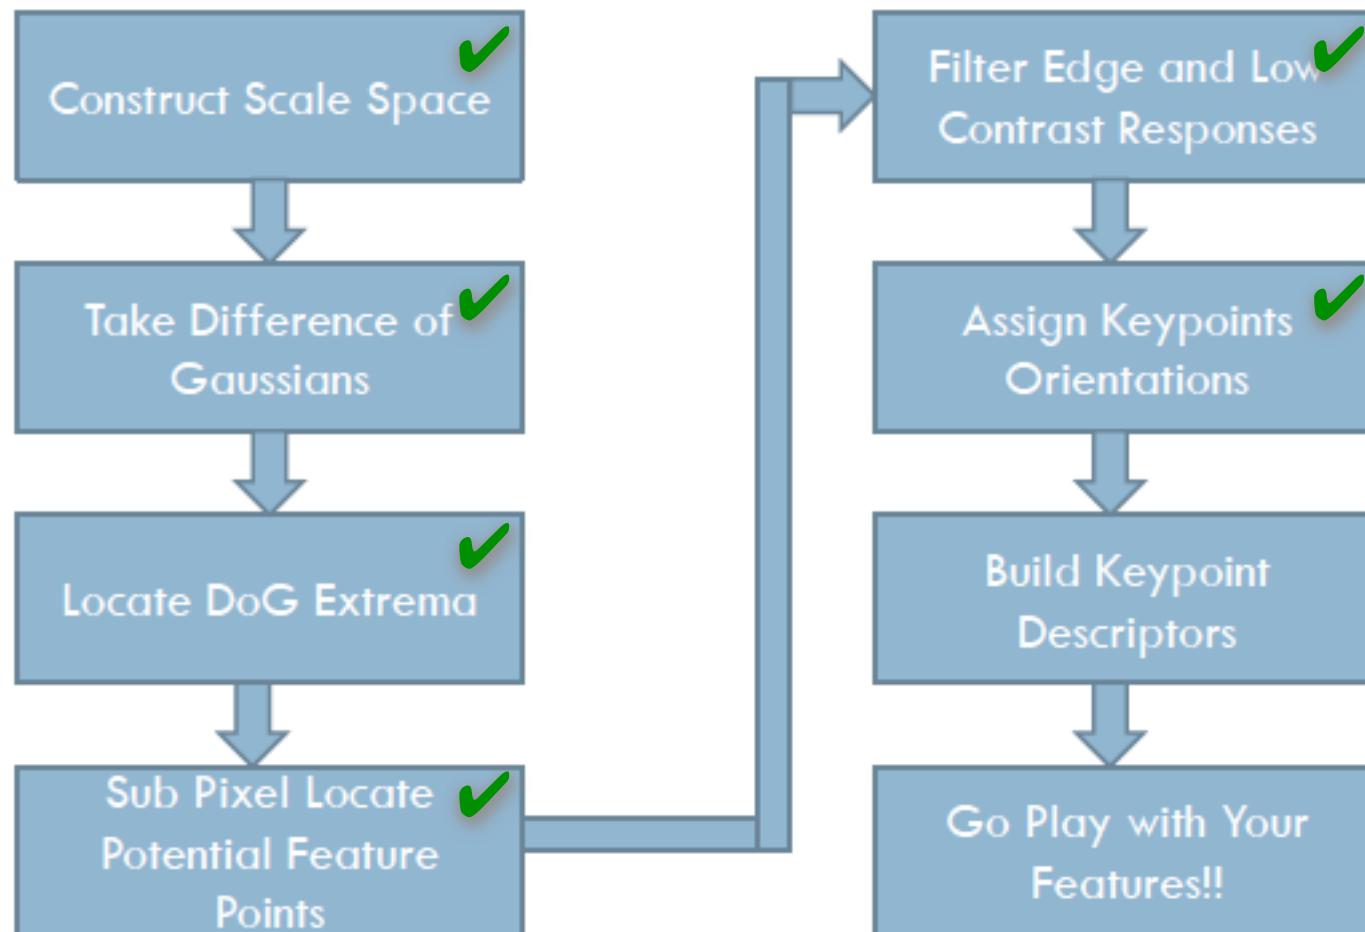 Construct Scale Space
Take Difference of
Gaussians
Locate DoG Extrema
Sub Pixel Locate
Potential Feature
Points
Filter Edge and Low
Contrast Responses
Assign Keypoints
Orientations
Build Keypoint
Descriptors
Go Play with Your
Features!!